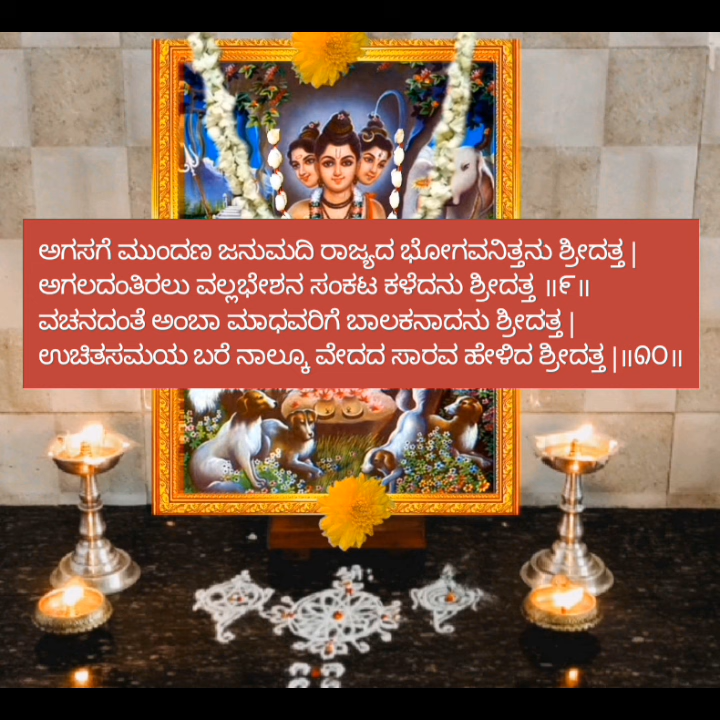 ಅಗಸಗೆ ಮುಂದಣ ಜನುಮದಿ ರಾಜ್ಯದ ಭೋಗವನಿತ್ತನು ಶ್ರೀದತ್ತ |
ಅಗಲದಂತಿರಲು ವಲ್ಲಭೇಶನ ಸಂಕಟ ಕಳೆದನು ಶ್ರೀದತ್ತ ॥೯॥
ವಚನದಂತೆ ಅಂಬಾ ಮಾಧವರಿಗೆ ಬಾಲಕನಾದನು ಶ್ರೀದತ್ತ |
ಉಚಿತಸಮಯ ಬರೆ ನಾಲ್ಕೂ ವೇದದ ಸಾರವ ಹೇಳಿದ ಶ್ರೀದತ್ತ |॥೧೦॥